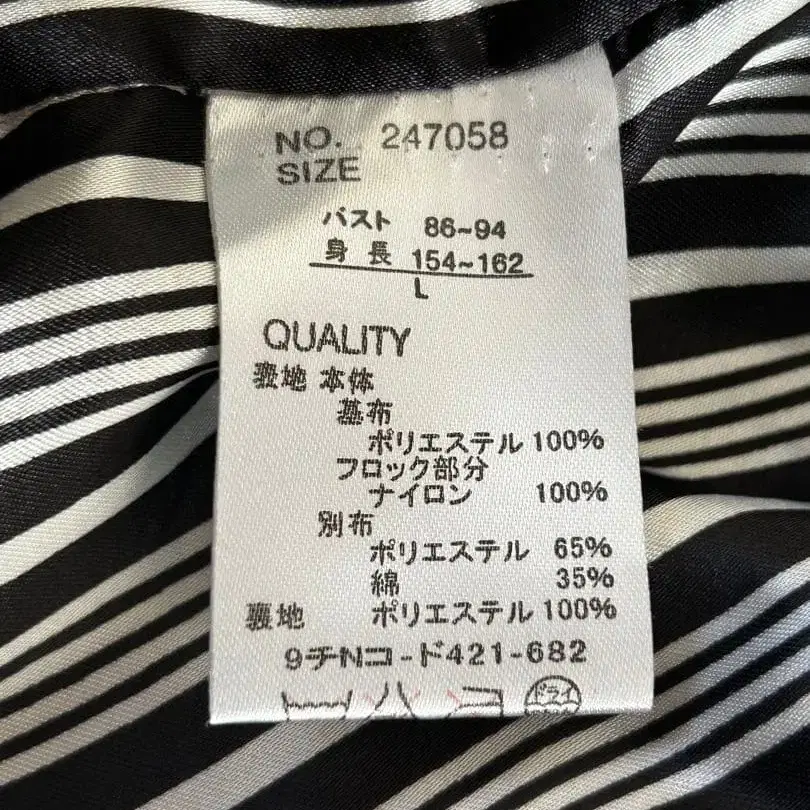 NO. 247058
SIZE
バスト 86~94
身長 154~162
L
QUALITY
表地 本体
基布
ポリエステル 100%
フロック部分
ナイロン 100%
別布
ポリエステル 65%
綿 35%
裏地 ポリエステル 100%
9チNコード421-682
ドライ